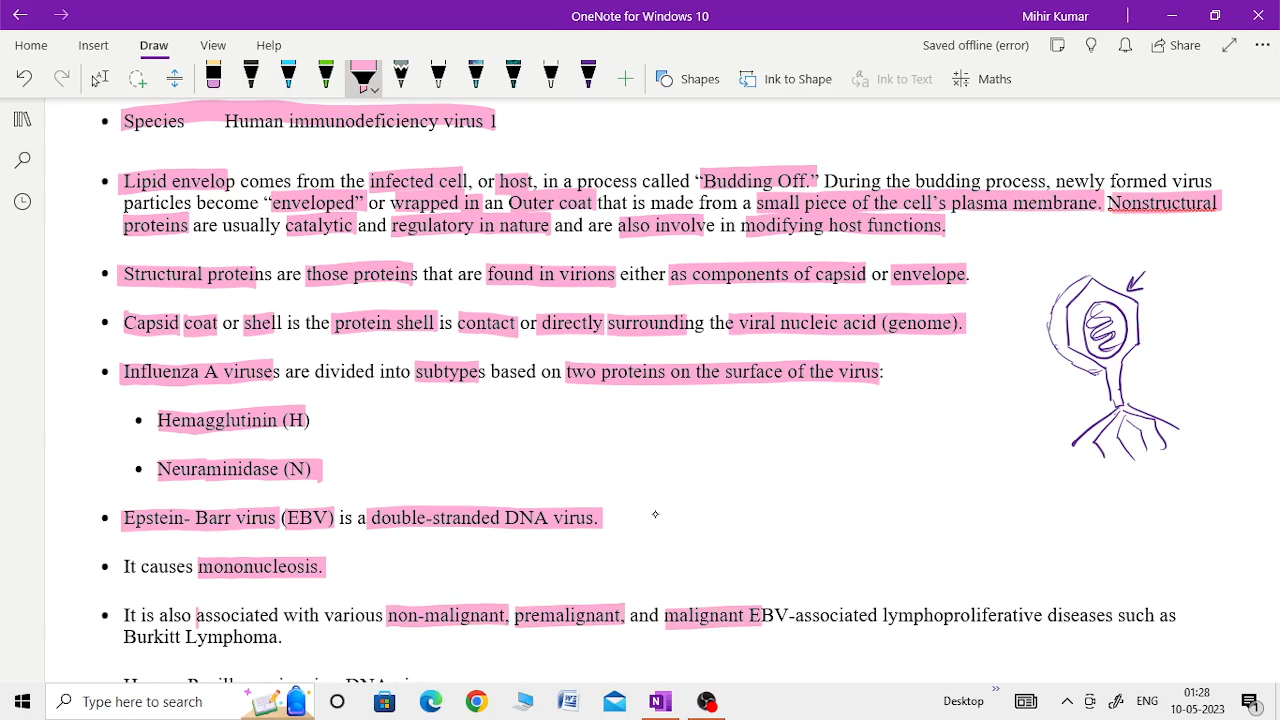 OneNote for Windows 10
Mihir Kumar
Home Insert Draw View Help
Saved offline (error)
Share
Shapes
Ink to Shape
Ink to Text
Maths
• Species Human immunodeficiency virus 1
• Lipid envelop comes from the infected cell, or host, in a process called “Budding Off.” During the budding process, newly formed virus
particles become “enveloped” or wrapped in an Outer coat that is made from a small piece of the cell’s plasma membrane. Nonstructural
proteins are usually catalytic and regulatory in nature and are also involve in modifying host functions.
• Structural proteins are those proteins that are found in virions either as components of capsid or envelope.
• Capsid coat or shell is the protein shell is contact or directly surrounding the viral nucleic acid (genome).
• Influenza A viruses are divided into subtypes based on two proteins on the surface of the virus:
• Hemagglutinin (H)
• Neuraminidase (N)
• Epstein- Barr virus (EBV) is a double-stranded DNA virus.
• It causes mononucleosis.
• It is also associated with various non-malignant, premalignant, and malignant EBV-associated lymphoproliferative diseases such as
Burkitt Lymphoma.
Type here to search
Desktop
ENG
01:28
10-05-2023